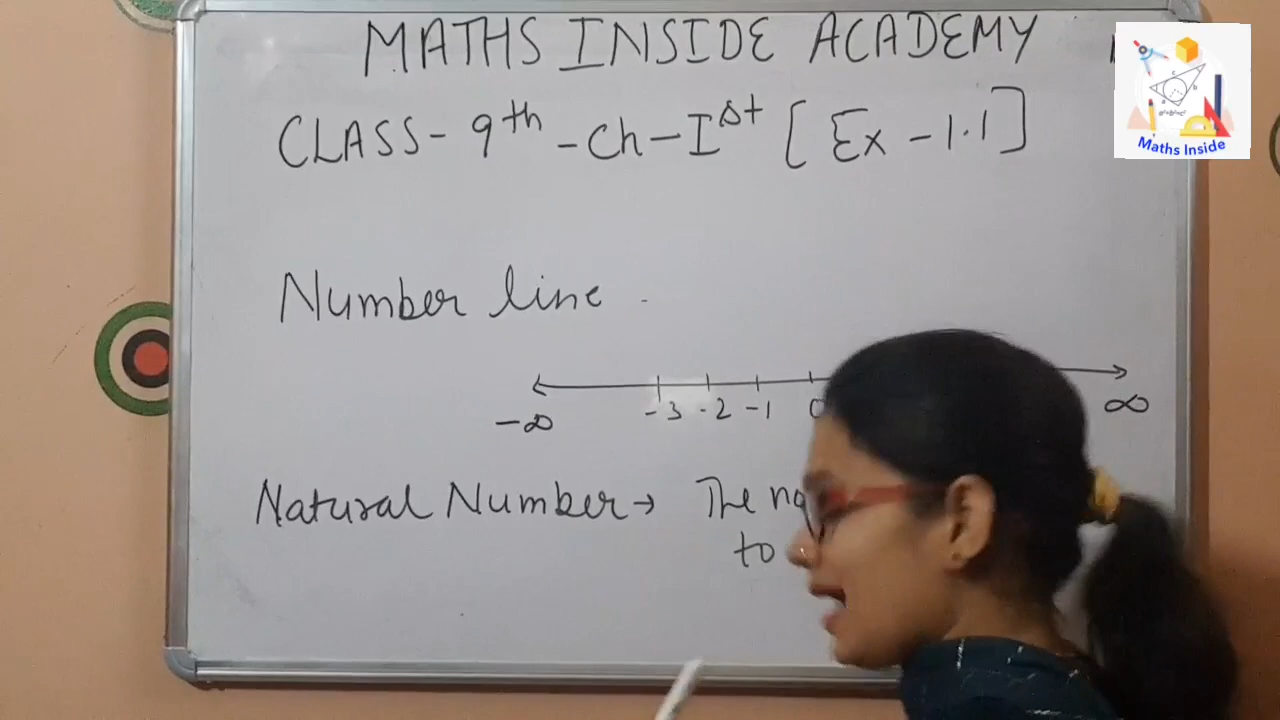 MATHS INSIDE ACADEMY
CLASS - 9th - Ch - Ist [Ex - 1.1]
Number line
-∞ -3 -2 -1 0 ∞
Natural Number → The
to
Maths Inside